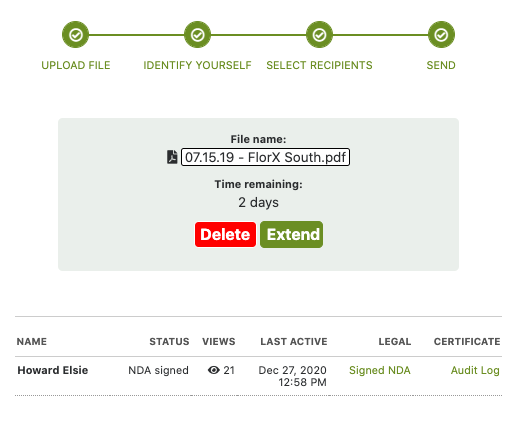 UPLOAD FILE IDENTIFY YOURSELF SELECT RECIPIENTS SEND
File name:
07.15.19 - FlorX South.pdf
Time remaining:
2 days
Delete Extend
NAME STATUS VIEWS LAST ACTIVE LEGAL CERTIFICATE
Howard Elsie NDA signed 21 Dec 27, 2020 Signed NDA Audit Log
12:58 PM